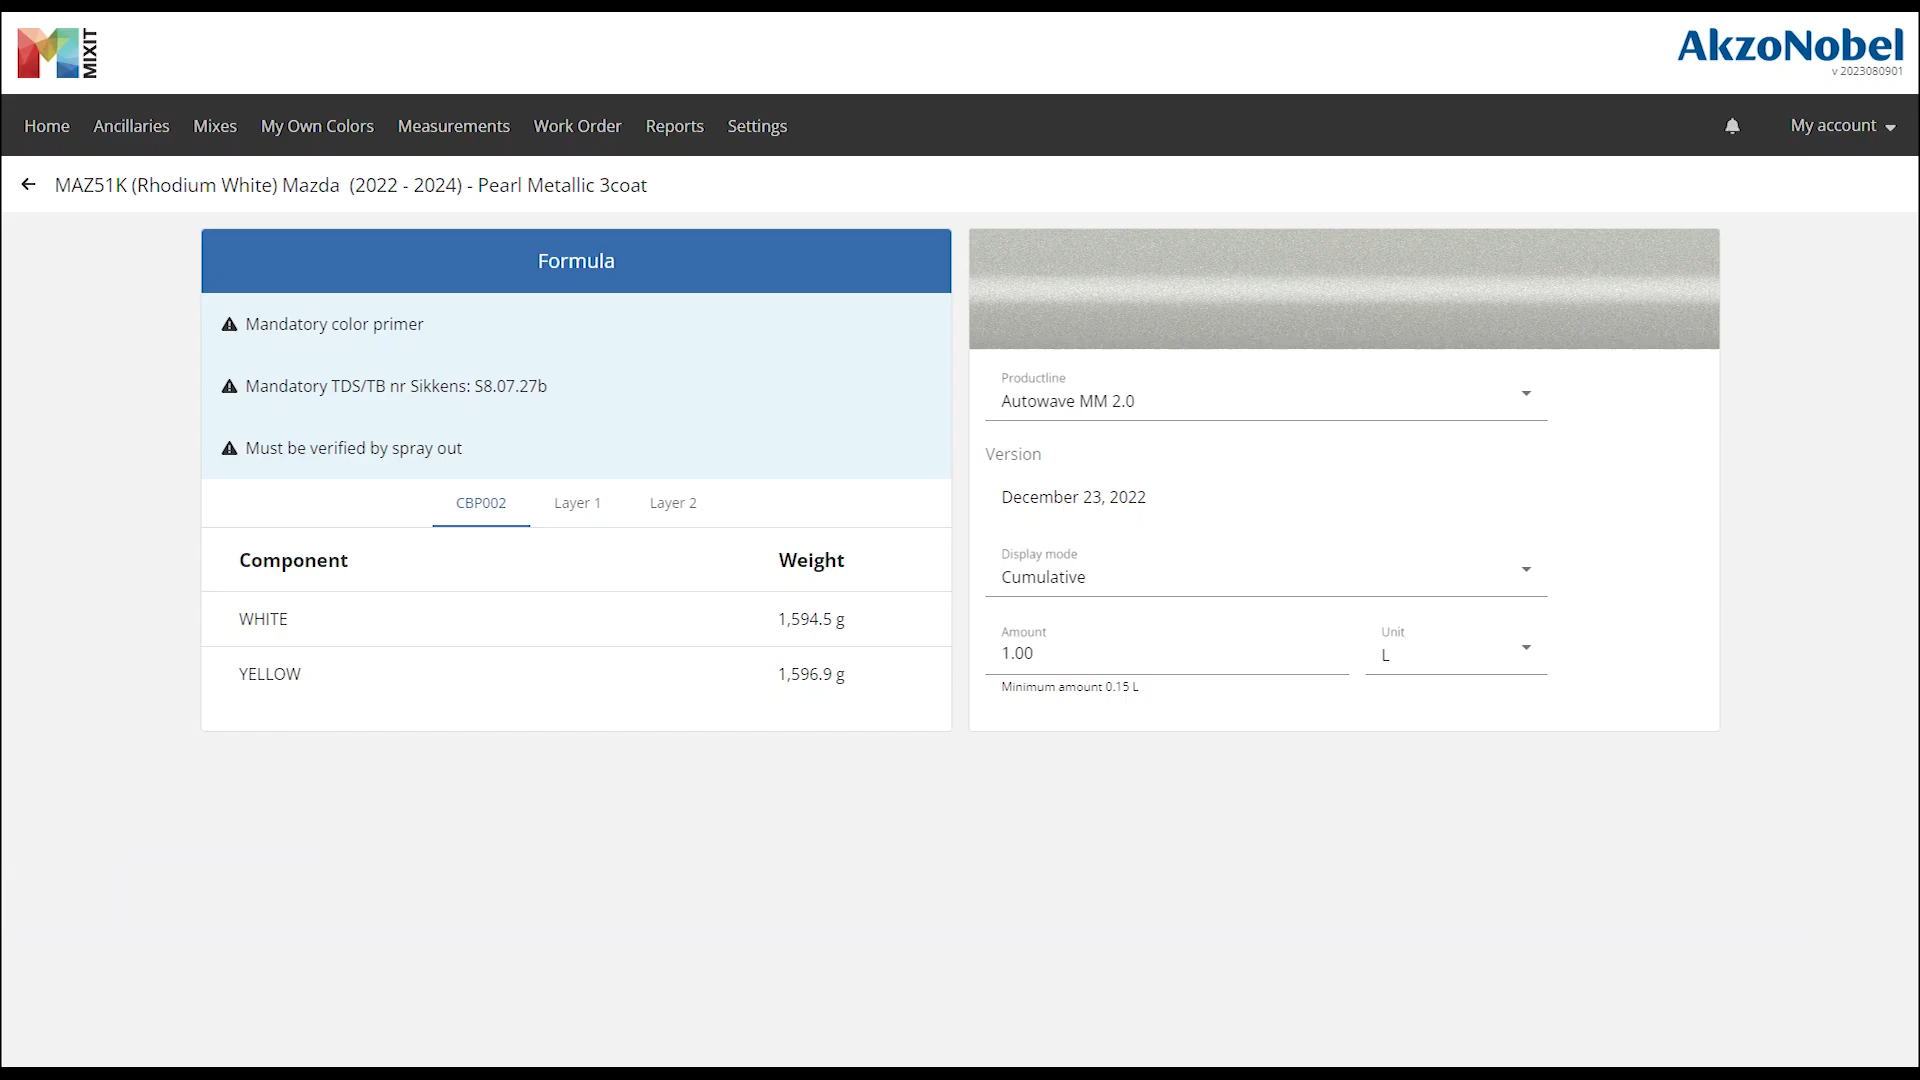 MIXIT
AkzoNobel
v 2023080901
Home Ancillaries Mixes My Own Colors Measurements Work Order Reports Settings My account
MAZ51K (Rhodium White) Mazda (2022 - 2024) - Pearl Metallic 3coat
Formula
Mandatory color primer
Mandatory TDS/TB nr Sikkens: S8.07.27b
Must be verified by spray out
CBP002 Layer 1 Layer 2
Component Weight
WHITE 1,594.5 g
YELLOW 1,596.9 g
Productline
Autowave MM 2.0
Version
December 23, 2022
Display mode
Cumulative
Amount Unit
1.00 L
Minimum amount 0.15 L